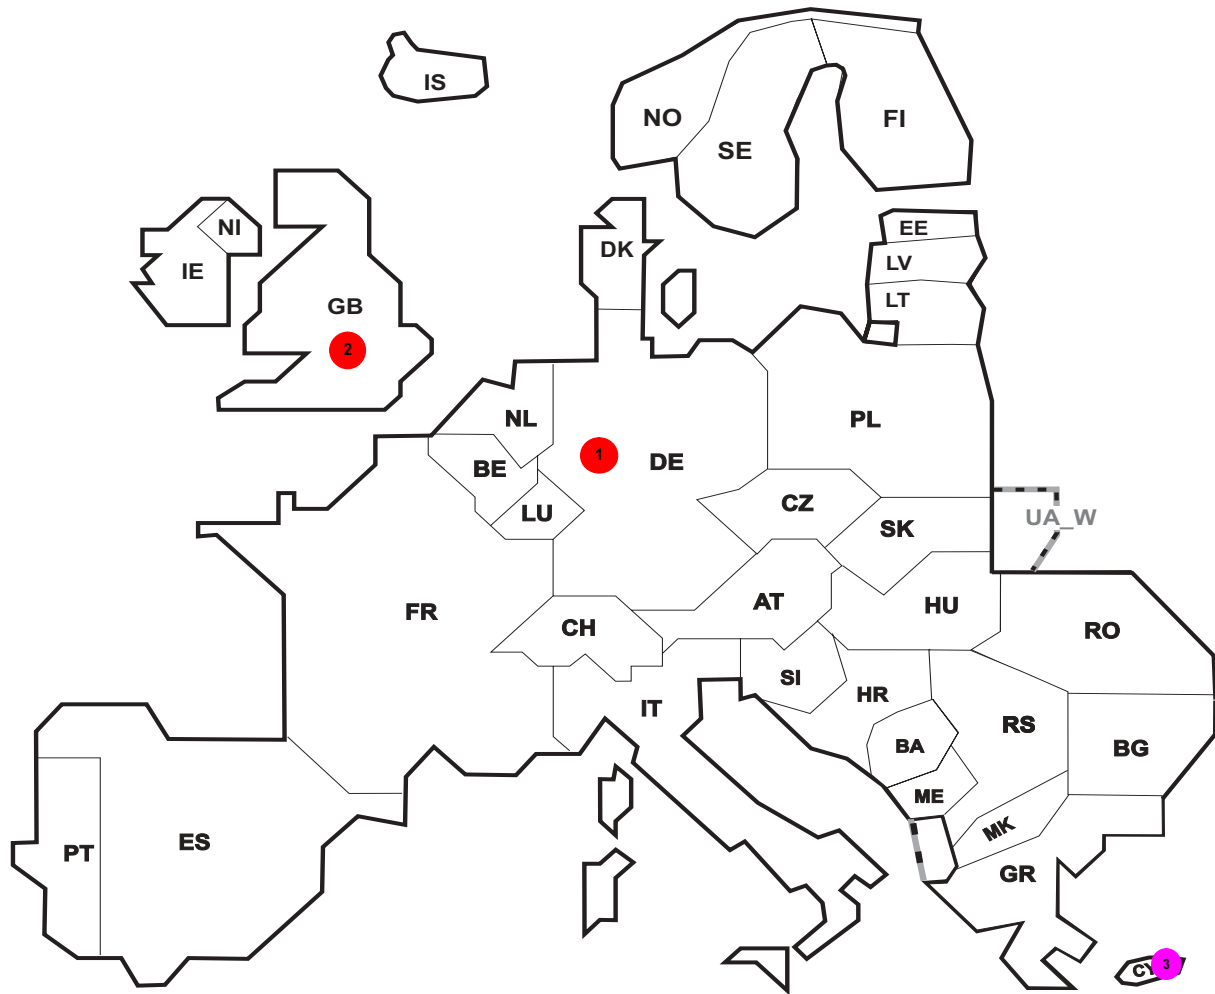 IS
NO
FI
SE
NI
EE
DK
LV
IE
LT
GB
2
NL
PL
1
DE
BE
CZ
LU
UA_W
SK
AT
HU
FR
CH
RO
SI
HR
IT
RS
BA
BG
ME
MK
ES
PT
GR
3